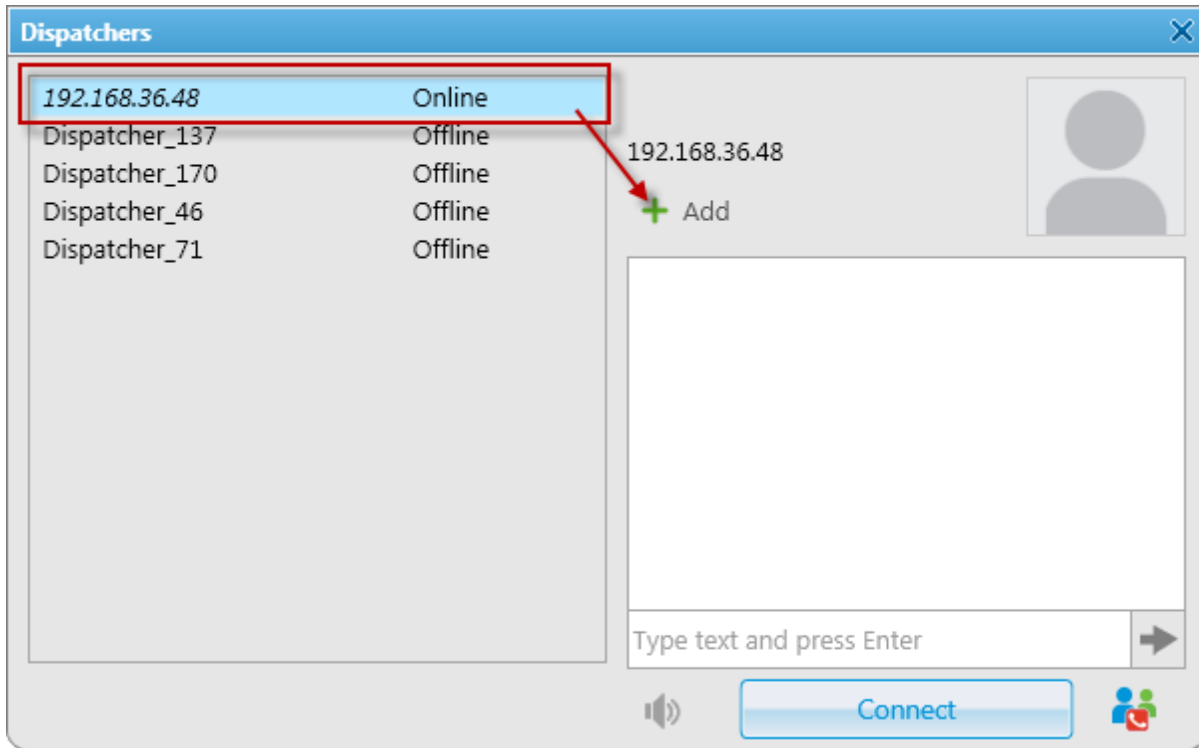 Dispatchers
192.168.36.48 Online
Dispatcher_137 Offline
Dispatcher_170 Offline
Dispatcher_46 Offline
Dispatcher_71 Offline
192.168.36.48
Add
Type text and press Enter
Connect